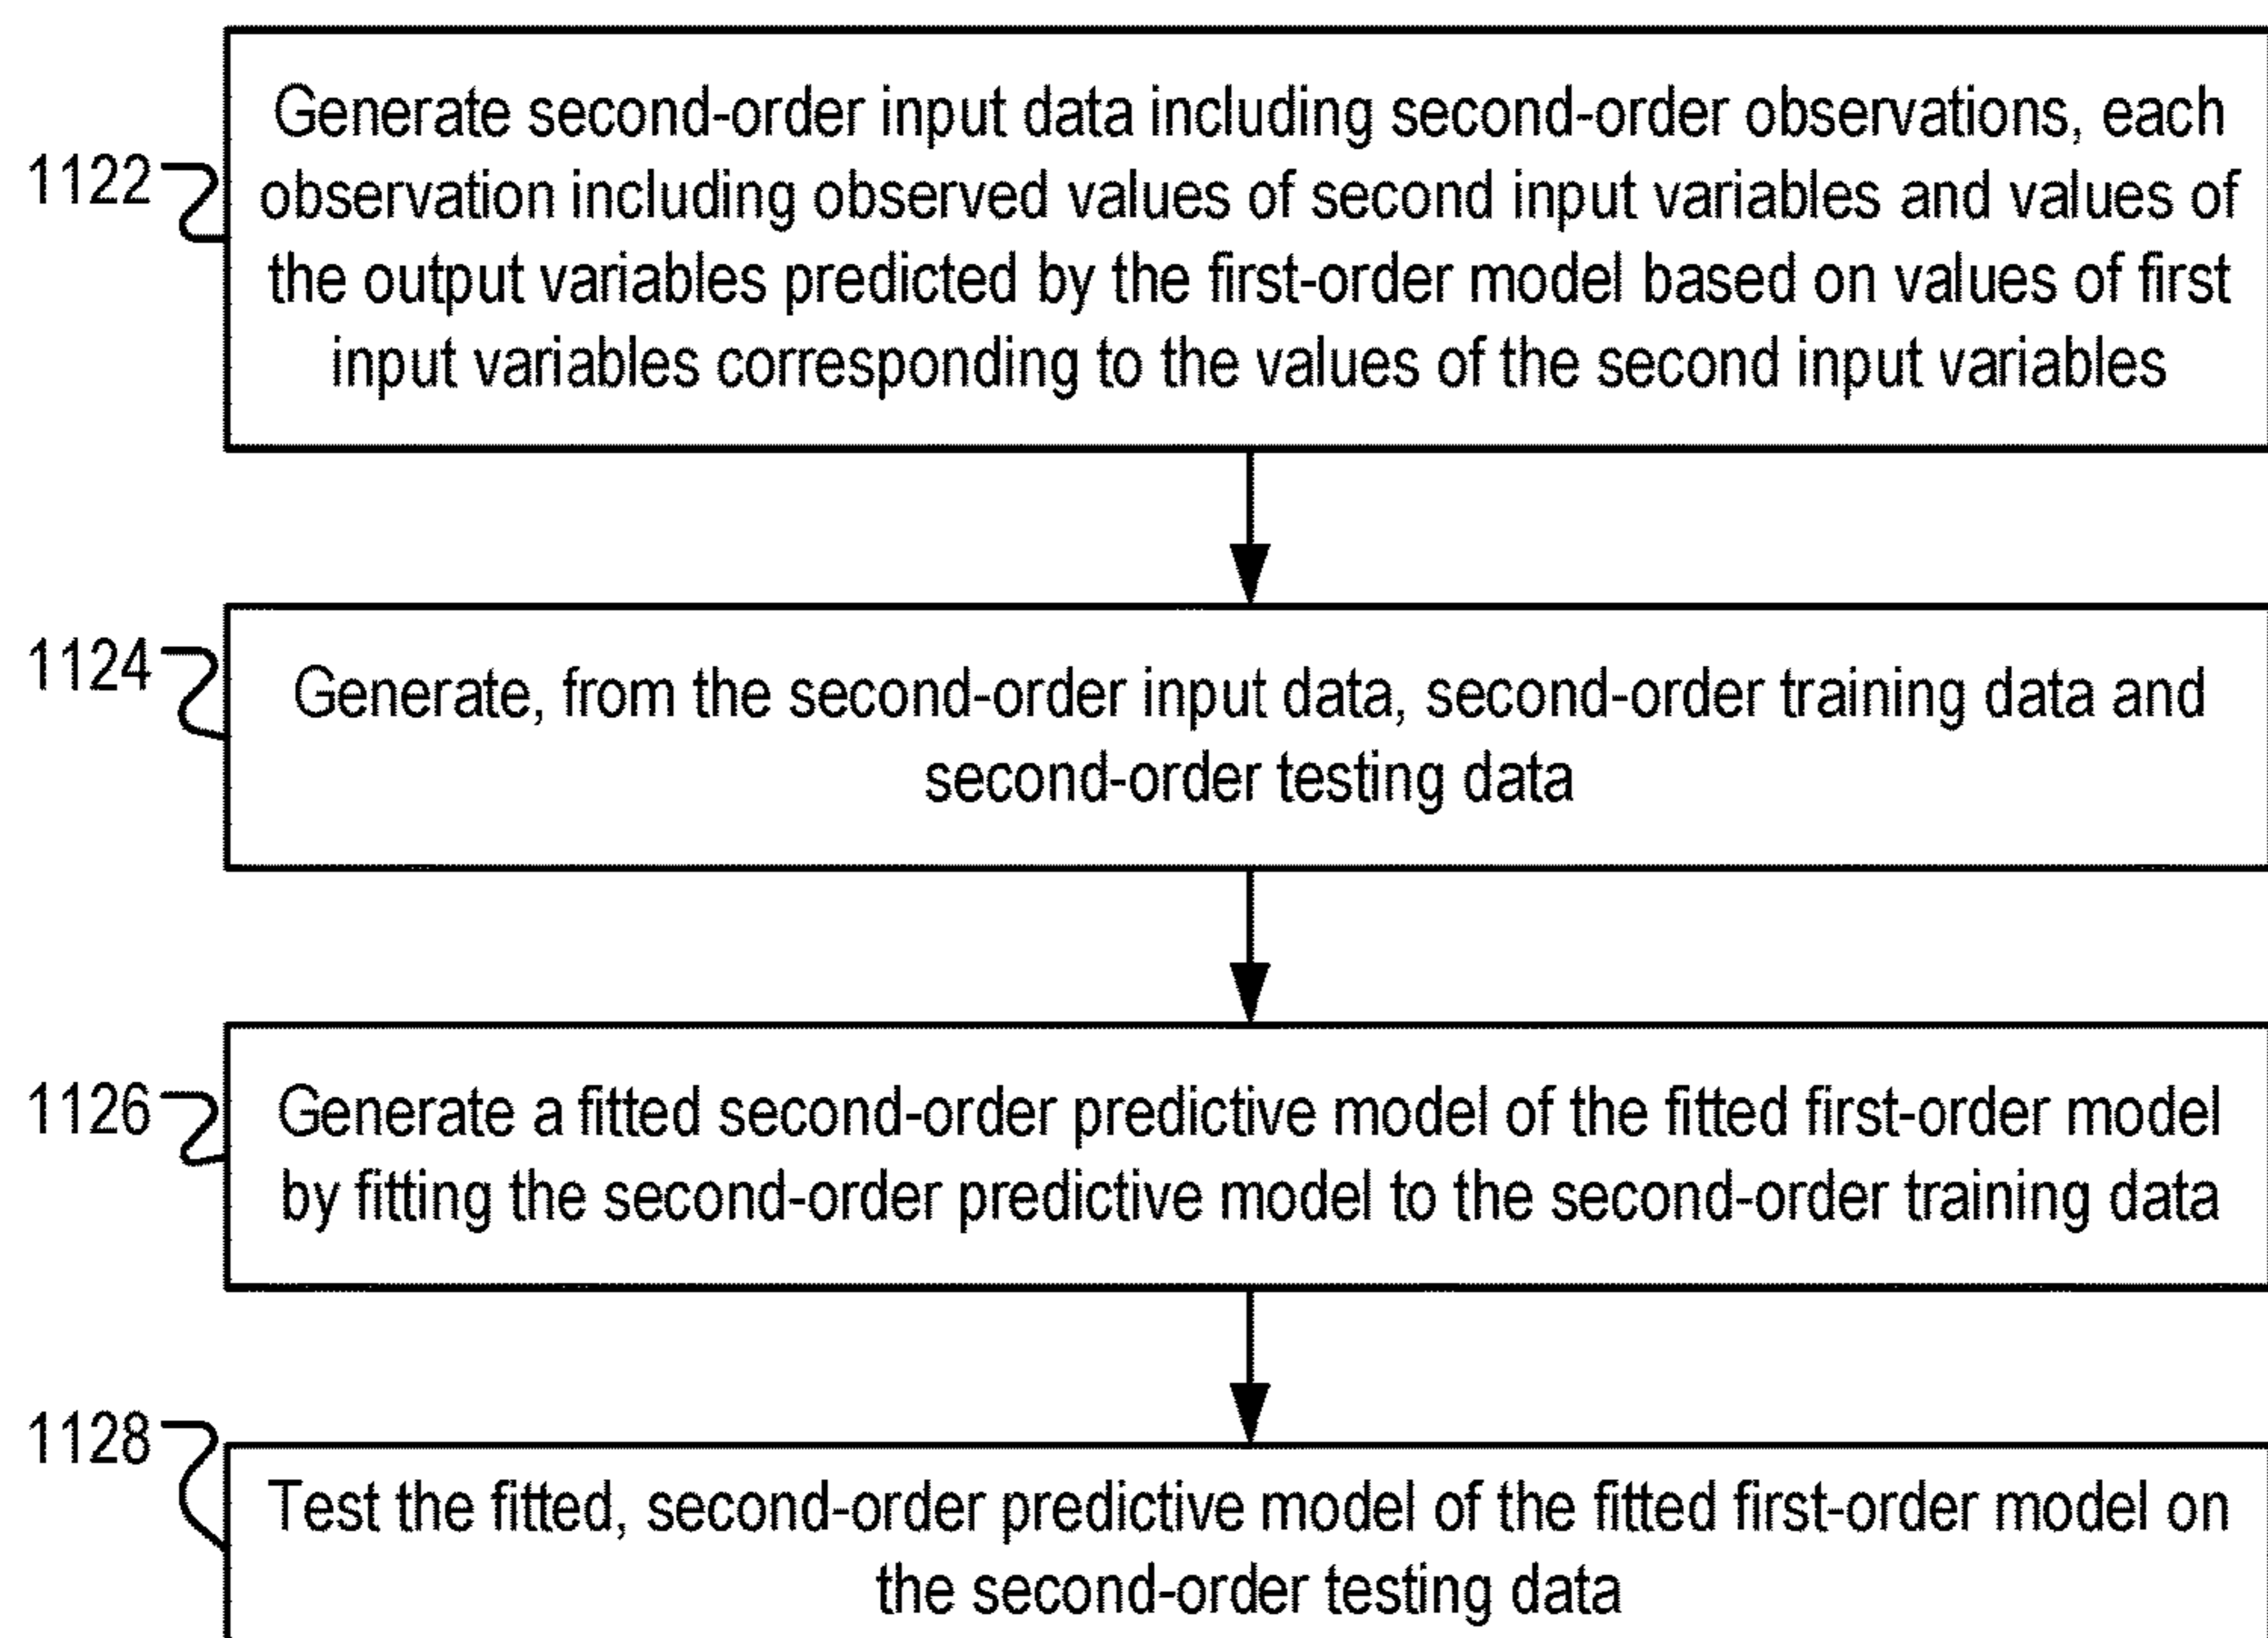 Generate second-order input data including second-order observations, each
1122
observation including observed values of second input variables and values of
the output variables predicted by the first-order model based on values of first
input variables corresponding to the values of the second input variables
1124
Generate, from the second-order input data, second-order training data and
second-order testing data
1126
Generate a fitted second-order predictive model of the fitted first-order model
by fitting the second-order predictive model to the second-order training data
1128
Test the fitted, second-order predictive model of the fitted first-order model on
the second-order testing data